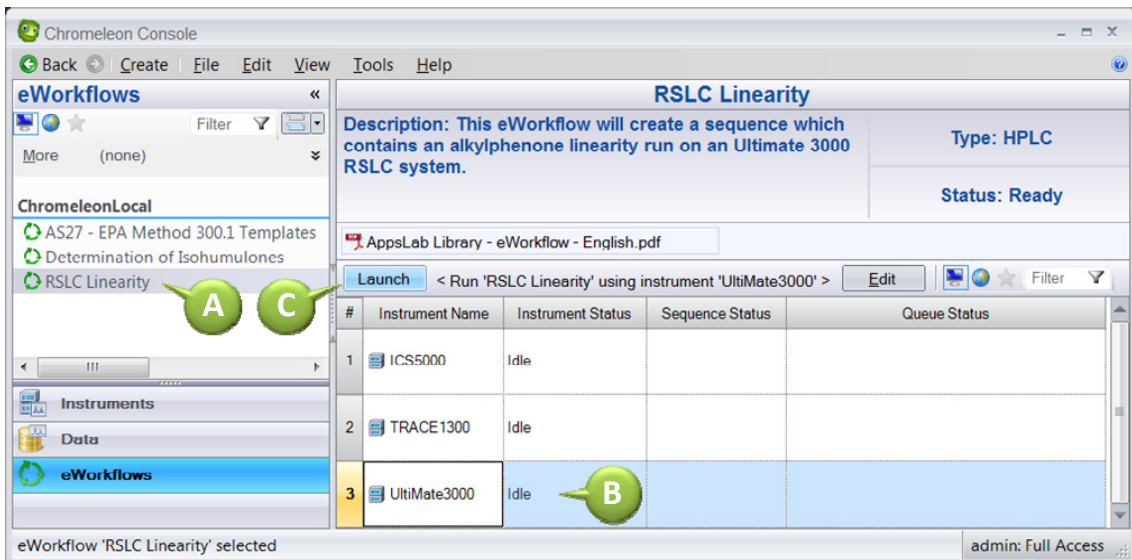 Chromeleon Console
Back Create File Edit View Tools Help
eWorkflows «
Filter
More (none)
ChromeleonLocal
AS27 - EPA Method 300.1 Templates
Determination of Isohumulones
RSLC Linearity
A
C
Instruments
Data
eWorkflows
RSLC Linearity
Description: This eWorkflow will create a sequence which
contains an alkylphenone linearity run on an Ultimate 3000
RSLC system.
Type: HPLC
Status: Ready
AppsLab Library - eWorkflow - English.pdf
Launch < Run 'RSLC Linearity' using instrument 'UltiMate3000' > Edit Filter
# Instrument Name Instrument Status Sequence Status Queue Status
1 ICS5000 Idle
2 TRACE1300 Idle
3 UltiMate3000 Idle B
eWorkflow 'RSLC Linearity' selected admin: Full Access